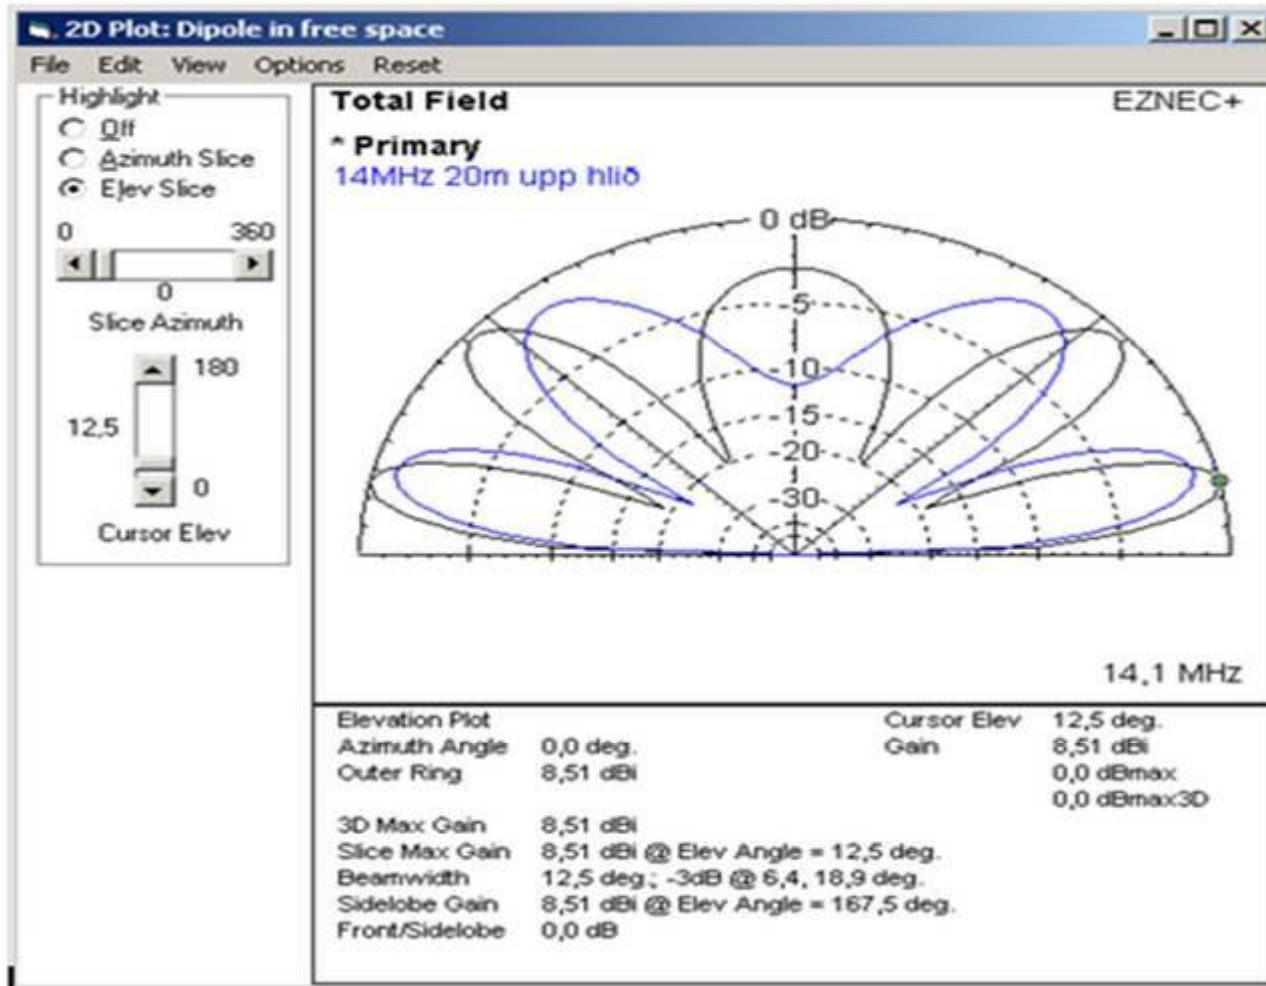 2D Plot: Dipole in free space
File Edit View Options Reset
Highlight
Off
Azimuth Slice
Elev Slice
0 360
0
Slice Azimuth
180
12,5
0
Cursor Elev
Total Field
EZNEC+
* Primary
14MHz 20m upp hlið
0 dB
-5
-10
-15
-20
-30
14,1 MHz
Elevation Plot
Azimuth Angle 0,0 deg.
Outer Ring 8,51 dBi
3D Max Gain 8,51 dBi
Slice Max Gain 8,51 dBi @ Elev Angle = 12,5 deg.
Beamwidth 12,5 deg.; -3dB @ 6,4, 18,9 deg.
Sidelobe Gain 8,51 dBi @ Elev Angle = 167,5 deg.
Front/Sidelobe 0,0 dB
Cursor Elev 12,5 deg.
Gain 8,51 dBi
0,0 dBmax
0,0 dBmax3D